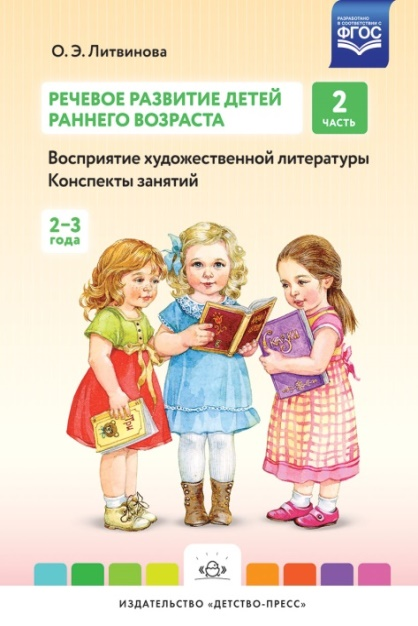 РАЗРАБОТАНО
В СООТВЕТСТВИИ С
ФГОС
О. Э. Литвинова
РЕЧЕВОЕ РАЗВИТИЕ ДЕТЕЙ
РАННЕГО ВОЗРАСТА
2
ЧАСТЬ
Восприятие художественной литературы
Конспекты занятий
2–3
года
Сказки
ИЗДАТЕЛЬСТВО «ДЕТСТВО-ПРЕСС»